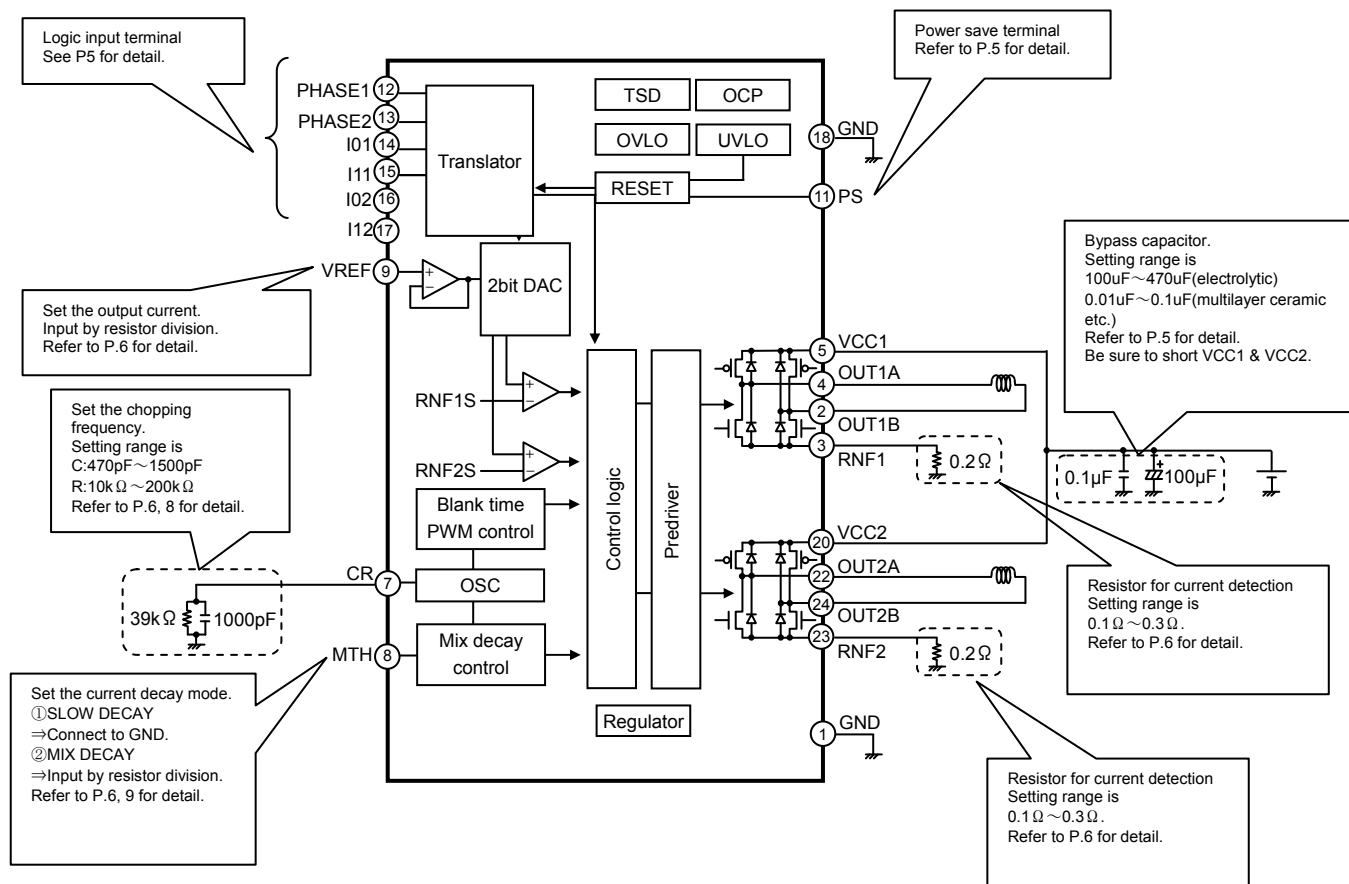 Logic input terminal
See P5 for detail.
Power save terminal
Refer to P.5 for detail.
PHASE1 12
PHASE2 13
I01 14
I11 15
I02 16
I12 17
Translator
TSD
OCP
OVLO
UVLO
RESET
18 GND
11 PS
VREF 9
2bit DAC
Set the output current.
Input by resistor division.
Refer to P.6 for detail.
Bypass capacitor.
Setting range is
100uF~470uF(electrolytic)
0.01uF~0.1uF(multilayer ceramic
etc.)
Refer to P.5 for detail.
Be sure to short VCC1 & VCC2.
Set the chopping
frequency.
Setting range is
C:470pF~1500pF
R:10kΩ~200kΩ
Refer to P.6, 8 for detail.
RNF1S
RNF2S
+
-
+
-
+
-
Blank time
PWM control
OSC
Mix decay
control
Control logic
Predriver
Regulator
5 VCC1
4 OUT1A
2 OUT1B
3 RNF1
0.2Ω
0.1μF
+
100μF
20 VCC2
22 OUT2A
24 OUT2B
23 RNF2
0.2Ω
1 GND
CR 7
39kΩ
1000pF
MTH 8
Set the current decay mode.
①SLOW DECAY
⇒Connect to GND.
②MIX DECAY
⇒Input by resistor division.
Refer to P.6, 9 for detail.
Resistor for current detection
Setting range is
0.1Ω~0.3Ω.
Refer to P.6 for detail.
Resistor for current detection
Setting range is
0.1Ω~0.3Ω.
Refer to P.6 for detail.